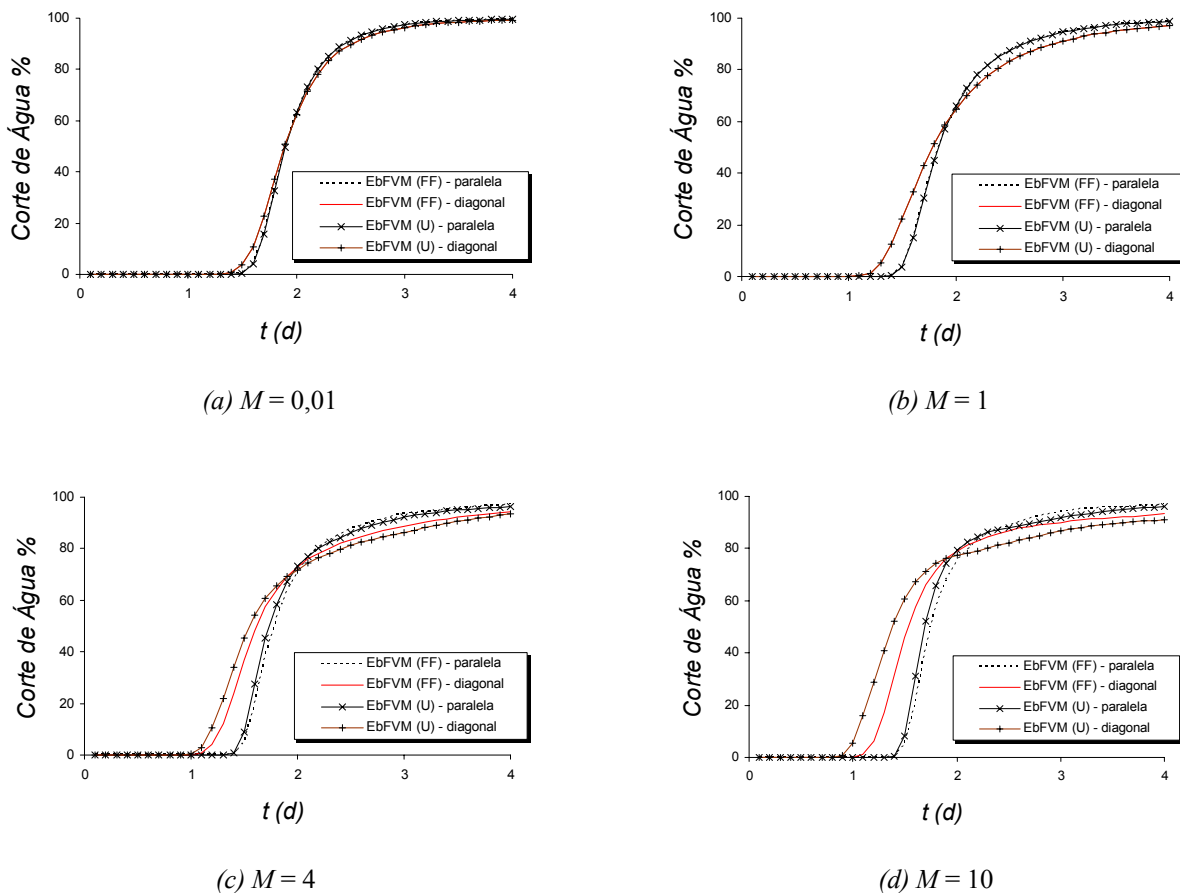 Corte de Água %
100
80
60
40
20
0
0
1
2
3
4
t (d)
EbFVM (FF) - paralela
EbFVM (FF) - diagonal
EbFVM (U) - paralela
EbFVM (U) - diagonal
(a) M = 0,01
Corte de Água %
100
80
60
40
20
0
0
1
2
3
4
t (d)
EbFVM (FF) - paralela
EbFVM (FF) - diagonal
EbFVM (U) - paralela
EbFVM (U) - diagonal
(b) M = 1
Corte de Água %
100
80
60
40
20
0
0
1
2
3
4
t (d)
EbFVM (FF) - paralela
EbFVM (FF) - diagonal
EbFVM (U) - paralela
EbFVM (U) - diagonal
(c) M = 4
Corte de Água %
100
80
60
40
20
0
0
1
2
3
4
t (d)
EbFVM (FF) - paralela
EbFVM (FF) - diagonal
EbFVM (U) - paralela
EbFVM (U) - diagonal
(d) M = 10